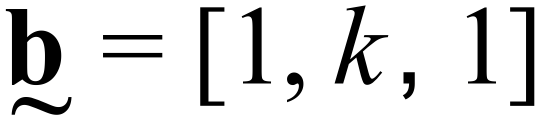 b̰ = [1, k, 1]